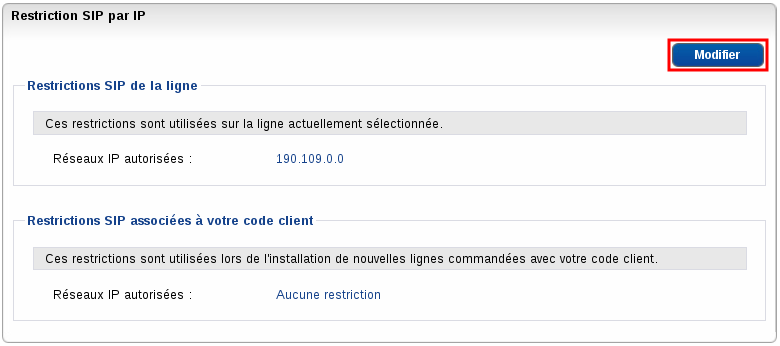 Restriction SIP par IP
Modifier
Restrictions SIP de la ligne
Ces restrictions sont utilisées sur la ligne actuellement sélectionnée.
Réseaux IP autorisées : 190.109.0.0
Restrictions SIP associées à votre code client
Ces restrictions sont utilisées lors de l'installation de nouvelles lignes commandées avec votre code client.
Réseaux IP autorisées : Aucune restriction